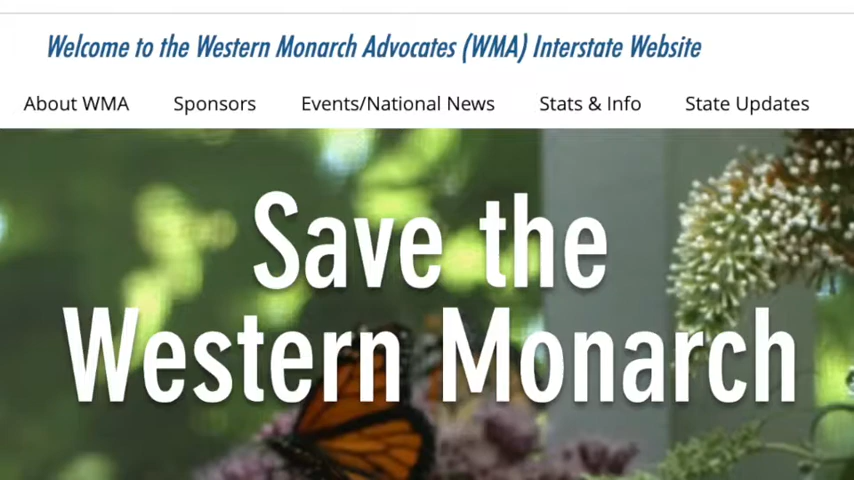 Welcome to the Western Monarch Advocates (WMA) Interstate Website
About WMA Sponsors Events/National News Stats & Info State Updates
Save the
Western Monarch